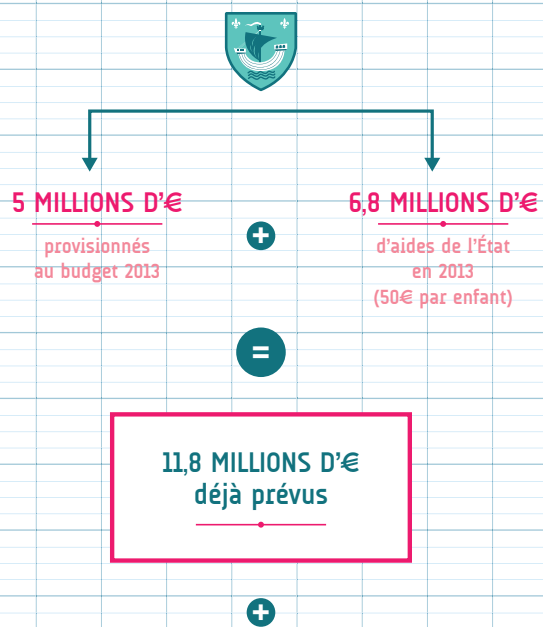 5 MILLIONS D'€
provisionnés
au budget 2013
+
6,8 MILLIONS D'€
d'aides de l'État
en 2013
(50€ par enfant)
=
11,8 MILLIONS D'€
déjà prévus
+